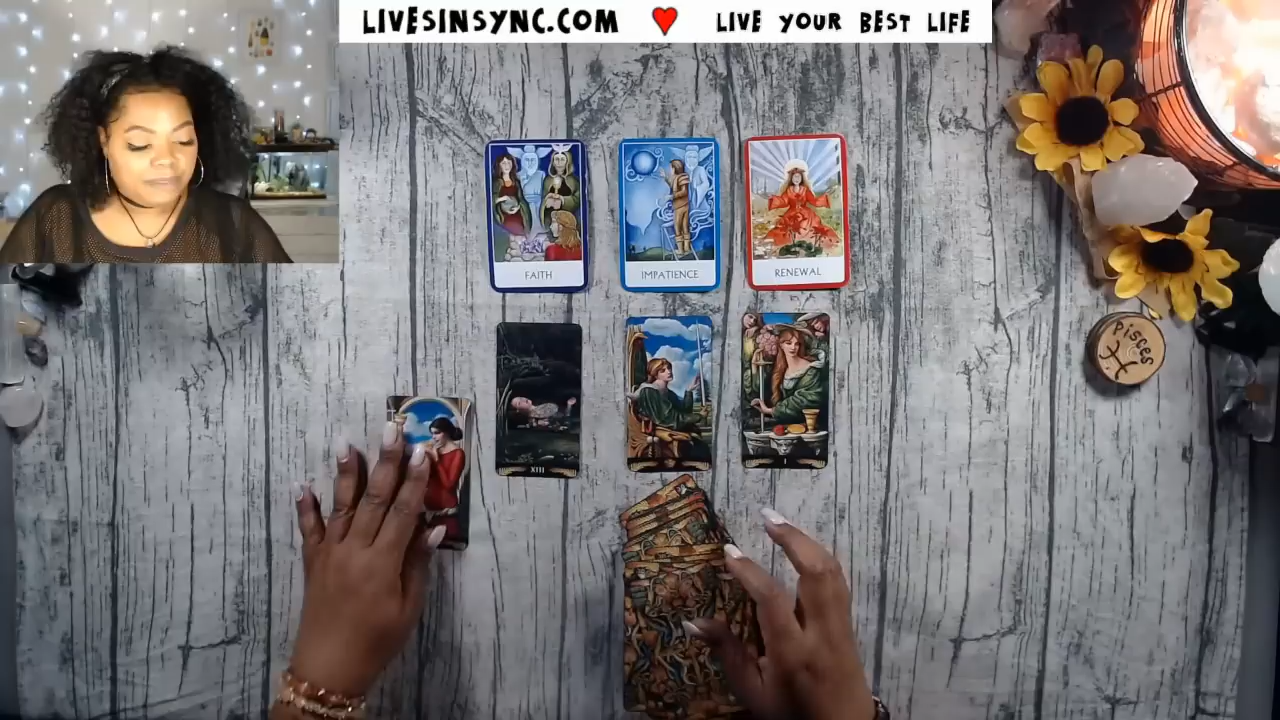 LIVESINSYNC.COM ♥ LIVE YOUR BEST LIFE
FAITH
IMPATIENCE
RENEWAL
PISCES
XIII
I